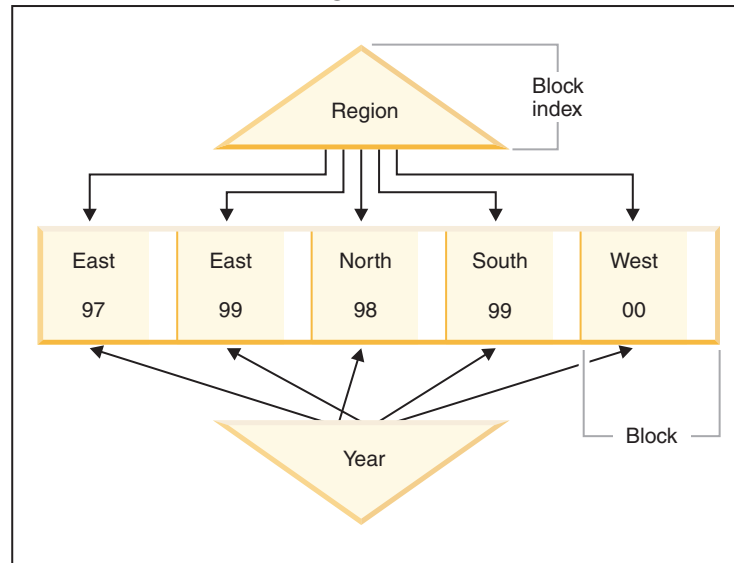 Region
Block
index
East East North South West
97 99 98 99 00
Block
Year